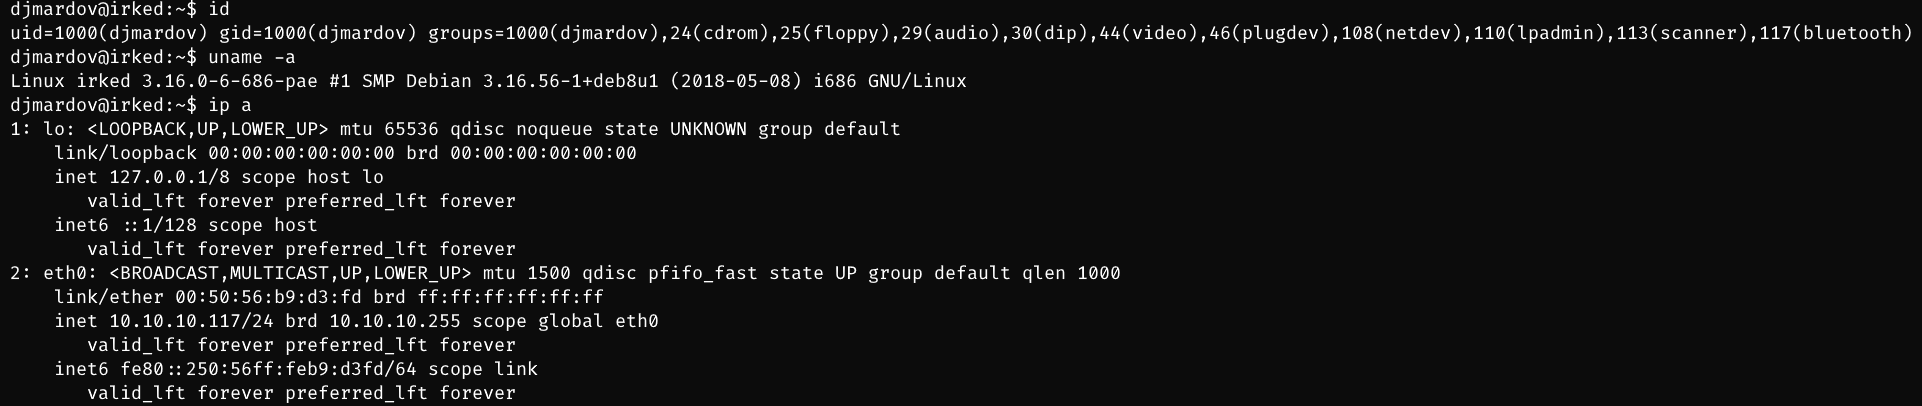 djmardov@irked:~$ id
uid=1000(djmardov) gid=1000(djmardov) groups=1000(djmardov),24(cdrom),25(floppy),29(audio),30(dip),44(video),46(plugdev),108(netdev),110(lpadmin),113(scanner),117(bluetooth)
djmardov@irked:~$ uname -a
Linux irked 3.16.0-6-686-pae #1 SMP Debian 3.16.56-1+deb8u1 (2018-05-08) i686 GNU/Linux
djmardov@irked:~$ ip a
1: lo: <LOOPBACK,UP,LOWER_UP> mtu 65536 qdisc noqueue state UNKNOWN group default
    link/loopback 00:00:00:00:00:00 brd 00:00:00:00:00:00
    inet 127.0.0.1/8 scope host lo
       valid_lft forever preferred_lft forever
    inet6 ::1/128 scope host
       valid_lft forever preferred_lft forever
2: eth0: <BROADCAST,MULTICAST,UP,LOWER_UP> mtu 1500 qdisc pfifo_fast state UP group default qlen 1000
    link/ether 00:50:56:b9:d3:fd brd ff:ff:ff:ff:ff:ff
    inet 10.10.10.117/24 brd 10.10.10.255 scope global eth0
       valid_lft forever preferred_lft forever
    inet6 fe80::250:56ff:feb9:d3fd/64 scope link
       valid_lft forever preferred_lft forever